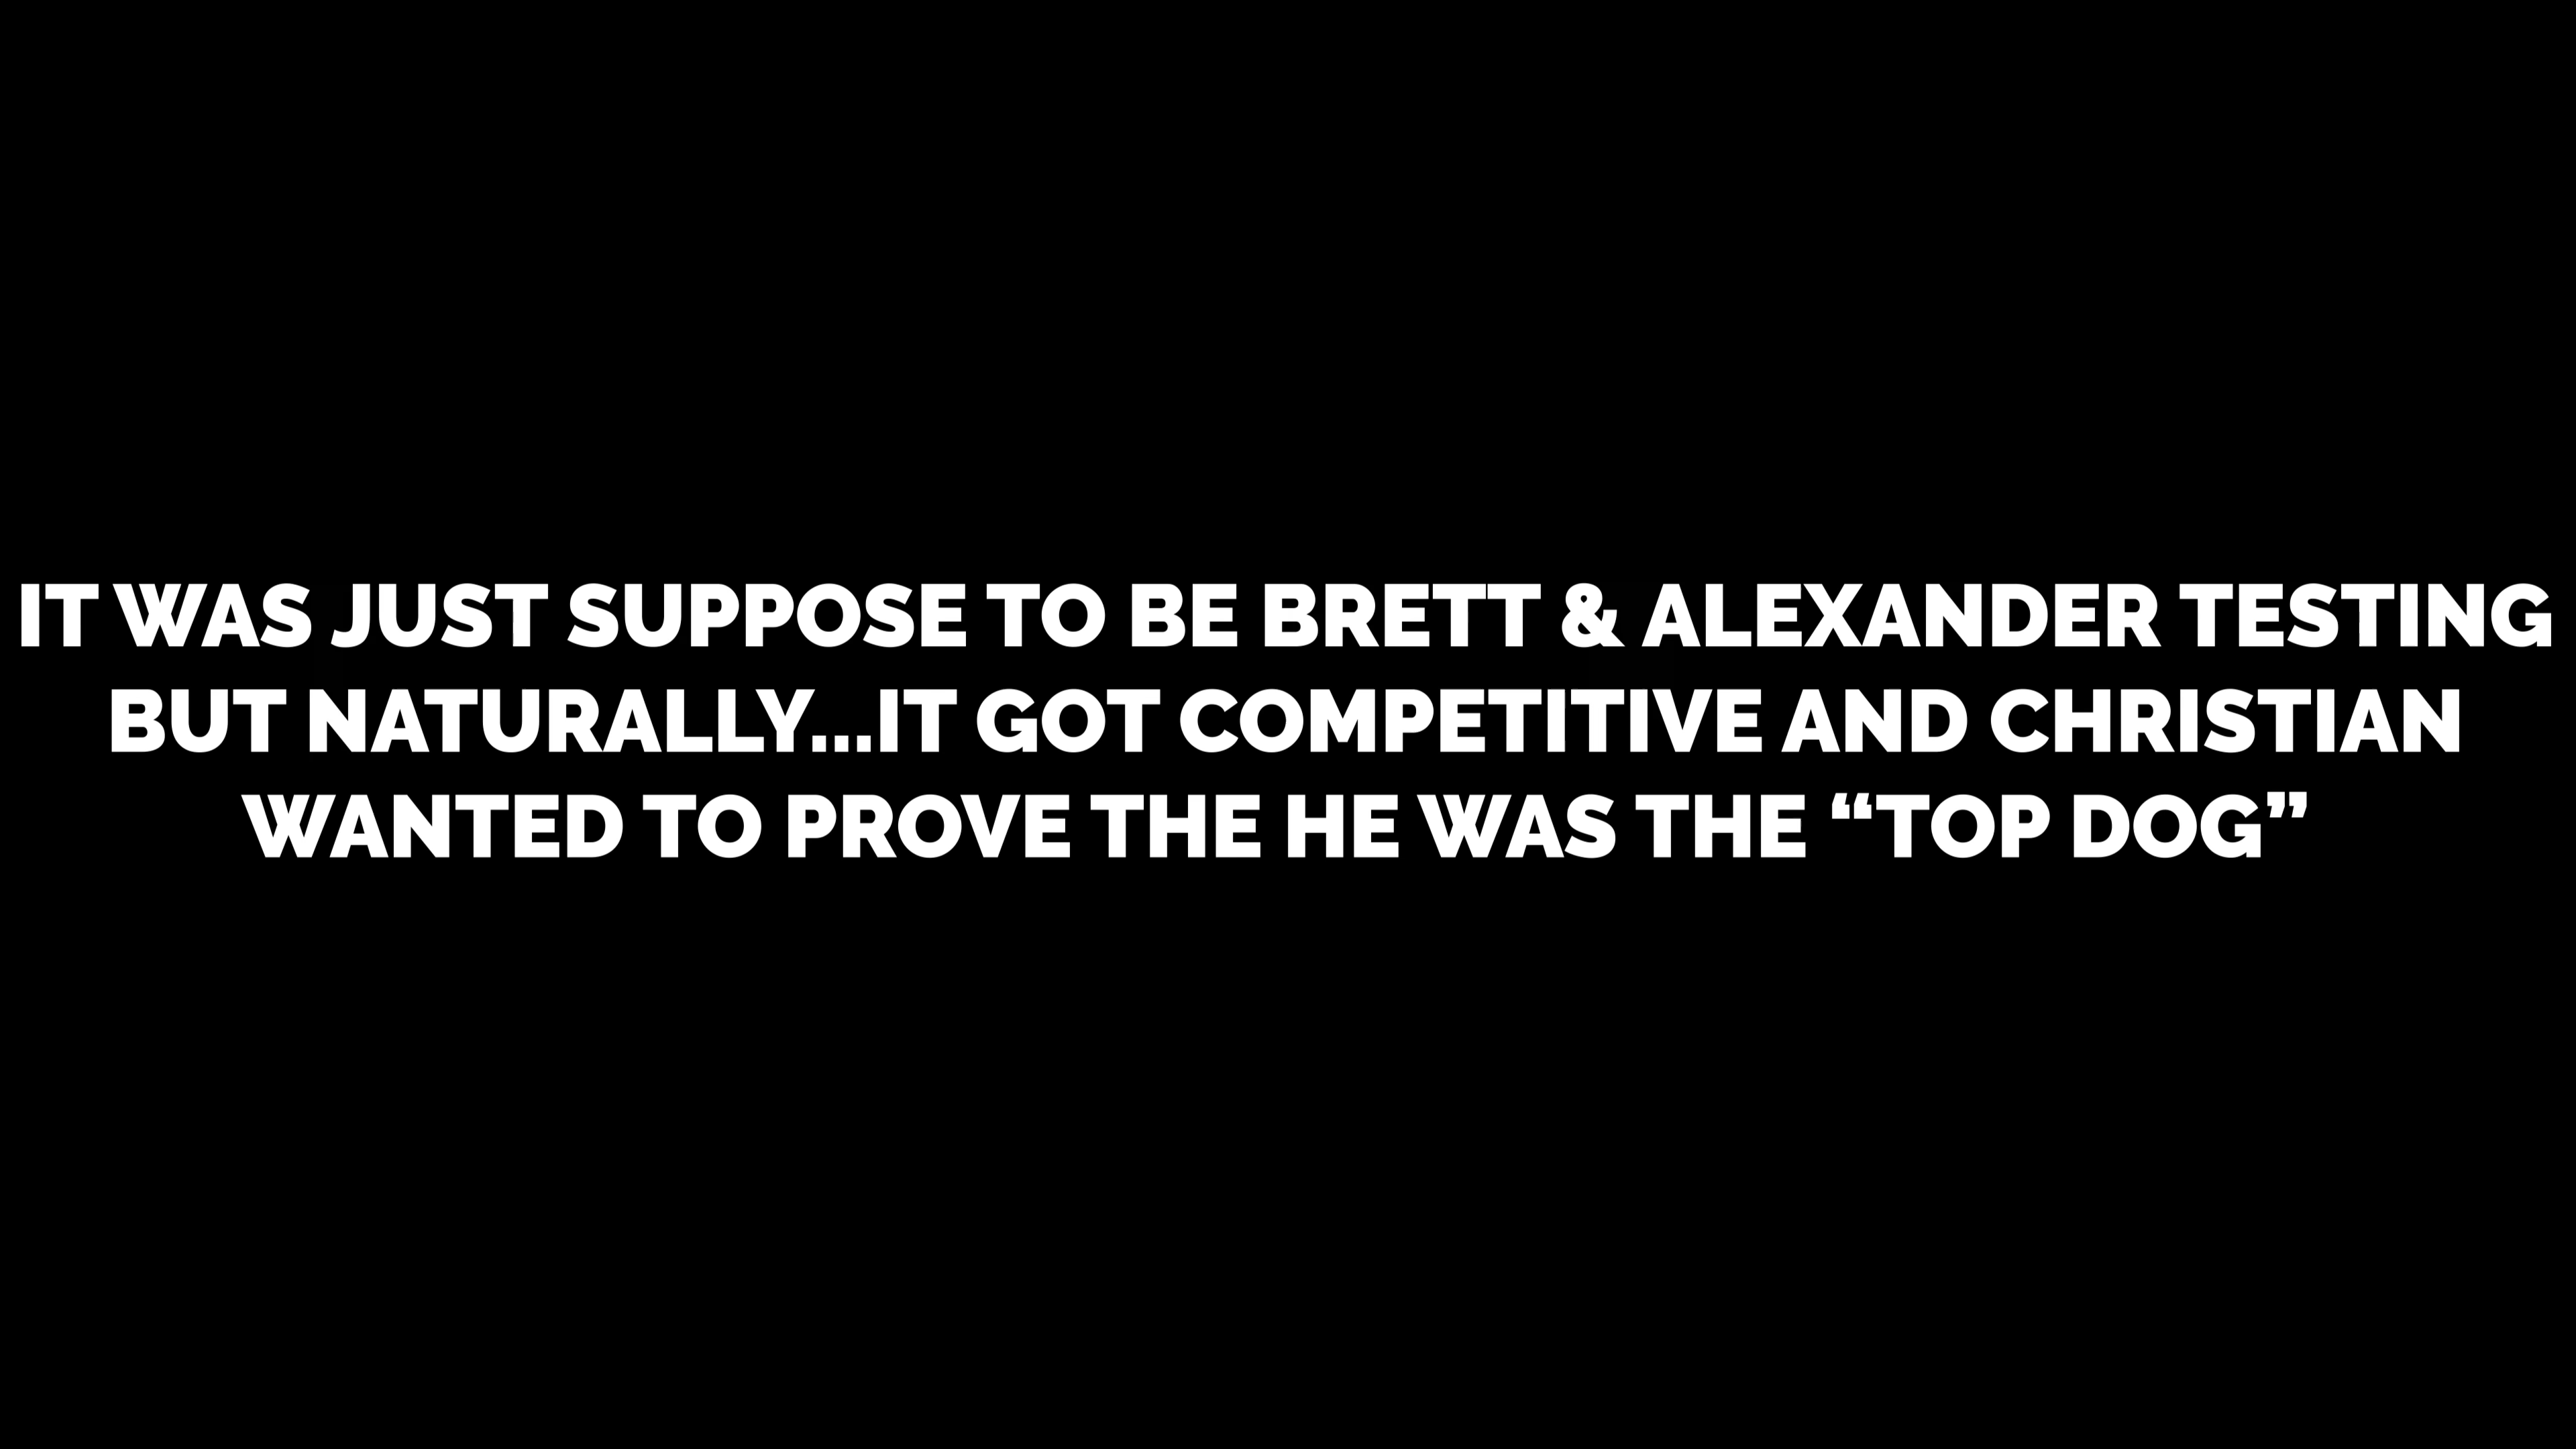 IT WAS JUST SUPPOSE TO BE BRETT & ALEXANDER TESTING
BUT NATURALLY...IT GOT COMPETITIVE AND CHRISTIAN
WANTED TO PROVE THE HE WAS THE “TOP DOG”